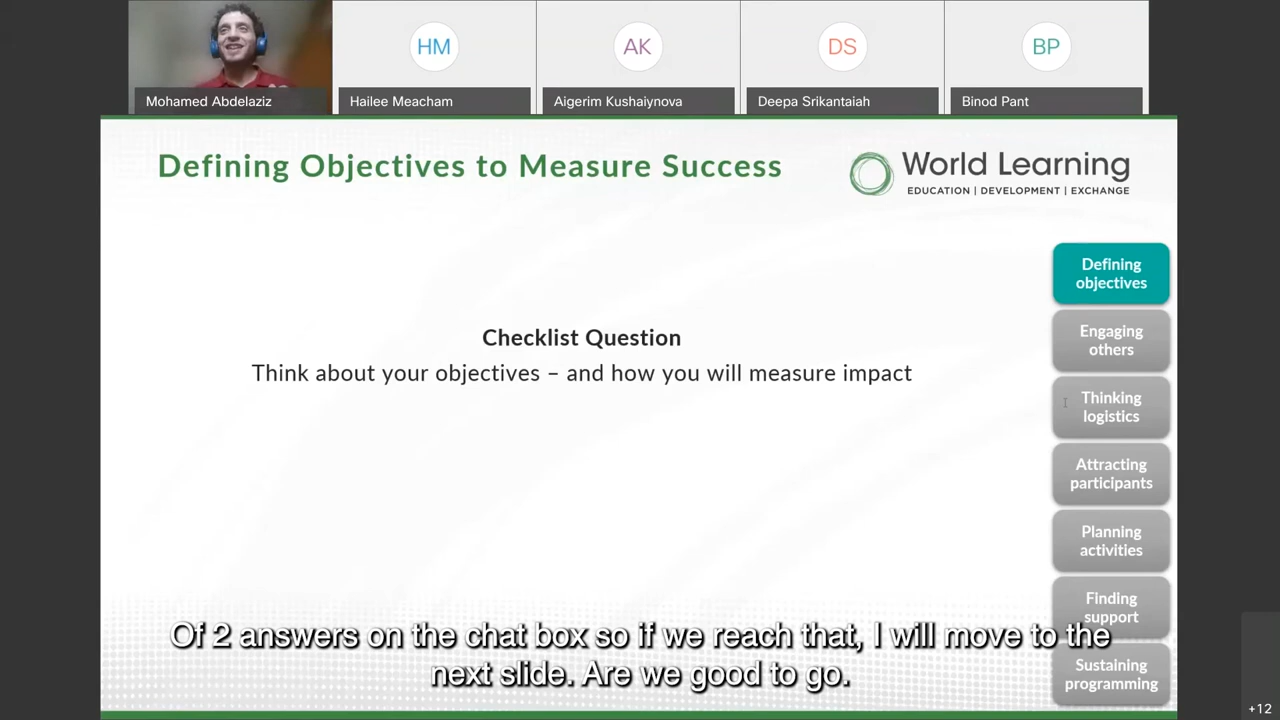 HM
AK
DS
BP
Mohamed Abdelaziz
Hailee Meacham
Aigerim Kushaiynova
Deepa Srikantaiah
Binod Pant
Defining Objectives to Measure Success
World Learning
EDUCATION | DEVELOPMENT | EXCHANGE
Defining
objectives
Engaging
others
Thinking
logistics
Attracting
participants
Planning
activities
Finding
support
Sustaining
programming
Checklist Question
Think about your objectives – and how you will measure impact
Of 2 answers on the chat box so if we reach that, I will move to the
next slide. Are we good to go.
+12